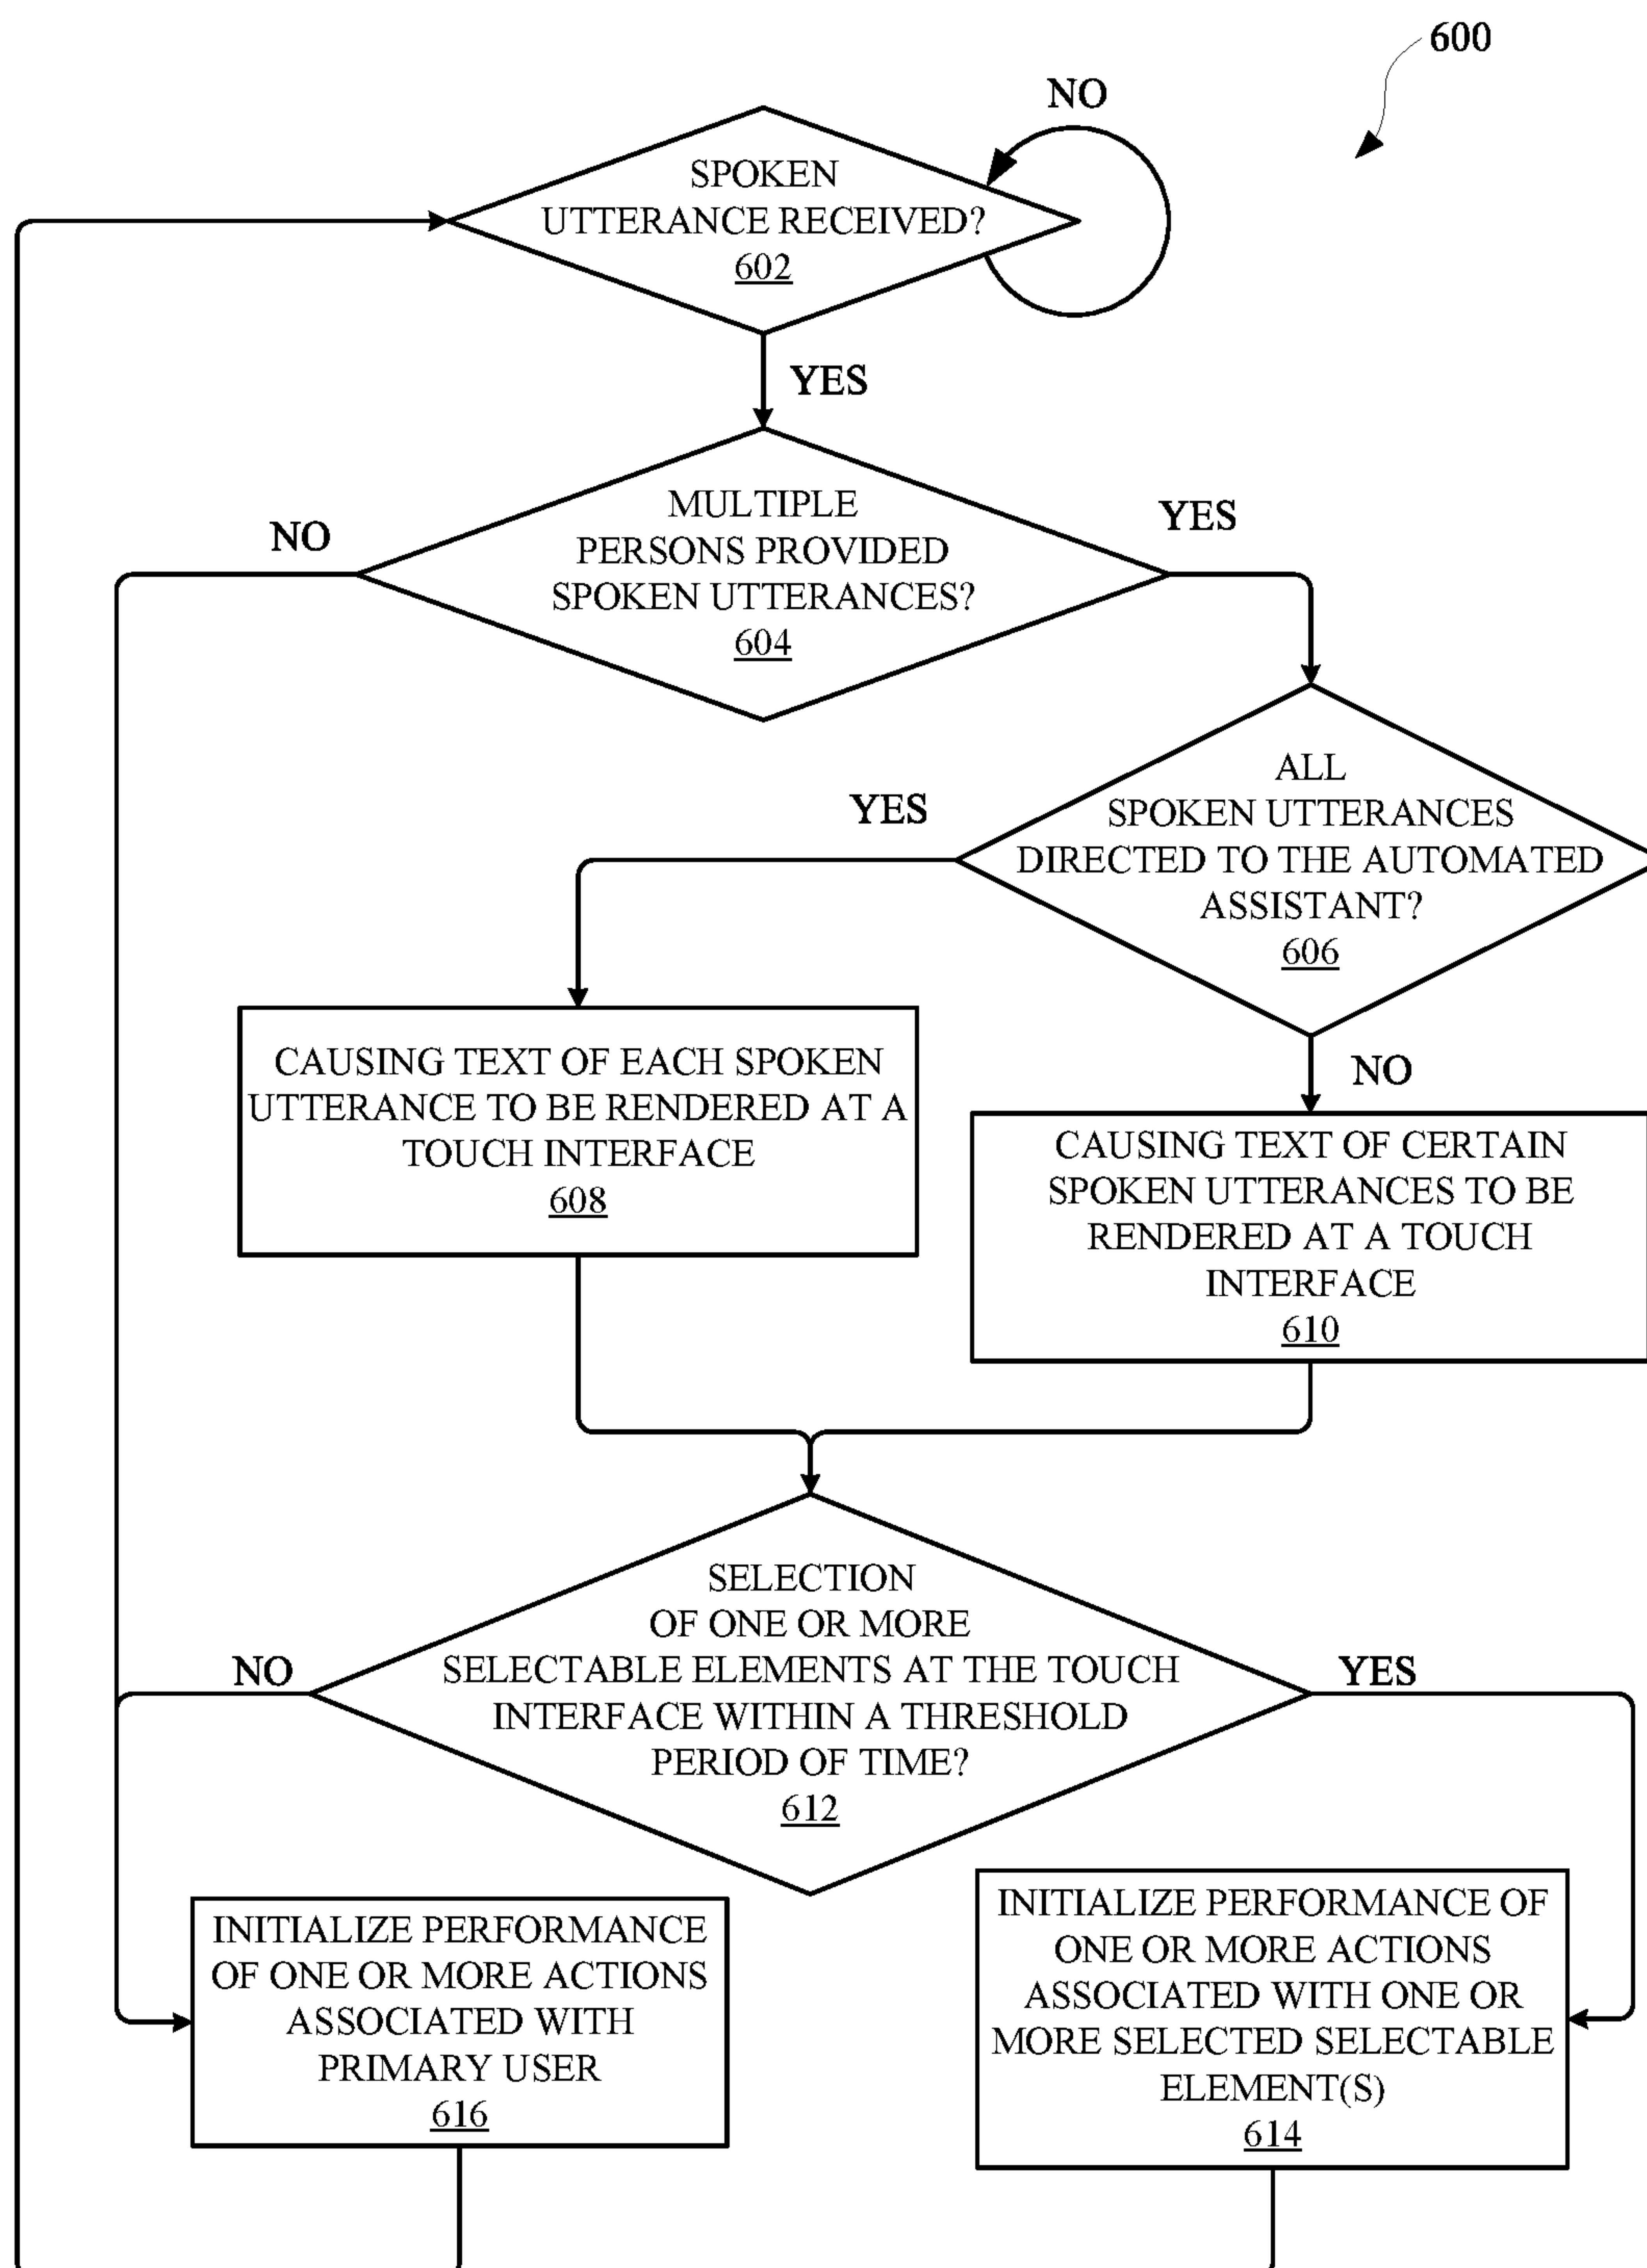 600
NO
SPOKEN
UTTERANCE RECEIVED?
602
YES
MULTIPLE
PERSONS PROVIDED
SPOKEN UTTERANCES?
604
NO
YES
ALL
SPOKEN UTTERANCES
DIRECTED TO THE AUTOMATED
ASSISTANT?
606
YES
NO
CAUSING TEXT OF EACH SPOKEN
UTTERANCE TO BE RENDERED AT A
TOUCH INTERFACE
608
CAUSING TEXT OF CERTAIN
SPOKEN UTTERANCES TO BE
RENDERED AT A TOUCH
INTERFACE
610
SELECTION
OF ONE OR MORE
SELECTABLE ELEMENTS AT THE TOUCH
INTERFACE WITHIN A THRESHOLD
PERIOD OF TIME?
612
NO
YES
INITIALIZE PERFORMANCE
OF ONE OR MORE ACTIONS
ASSOCIATED WITH
PRIMARY USER
616
INITIALIZE PERFORMANCE OF
ONE OR MORE ACTIONS
ASSOCIATED WITH ONE OR
MORE SELECTED SELECTABLE
ELEMENT(S)
614